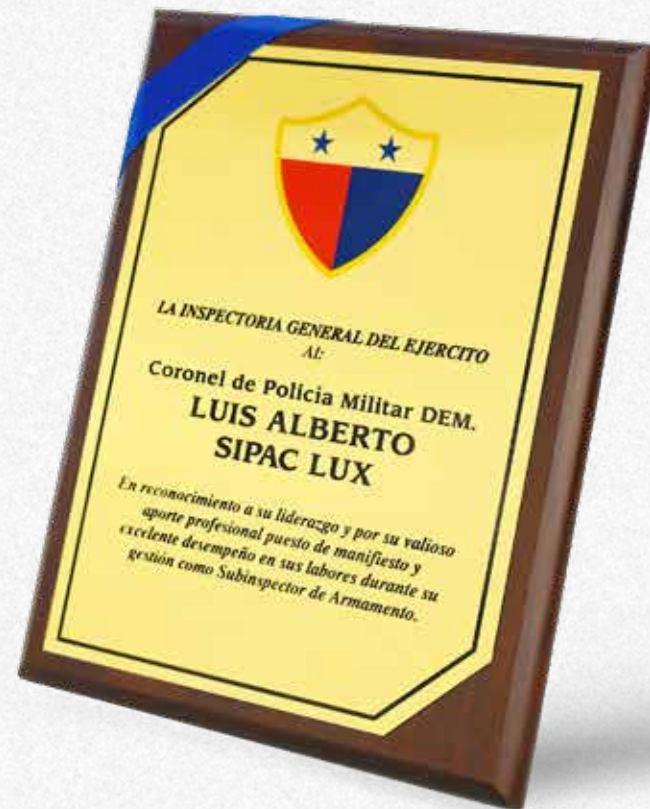 LA INSPECTORIA GENERAL DEL EJERCITO
Al:
Coronel de Policia Militar DEM.
LUIS ALBERTO
SIPAC LUX
En reconocimiento a su liderazgo y por su valioso
aporte profesional puesto de manifiesto y
excelente desempeño en sus labores durante su
gestión como Subinspector de Armamento.